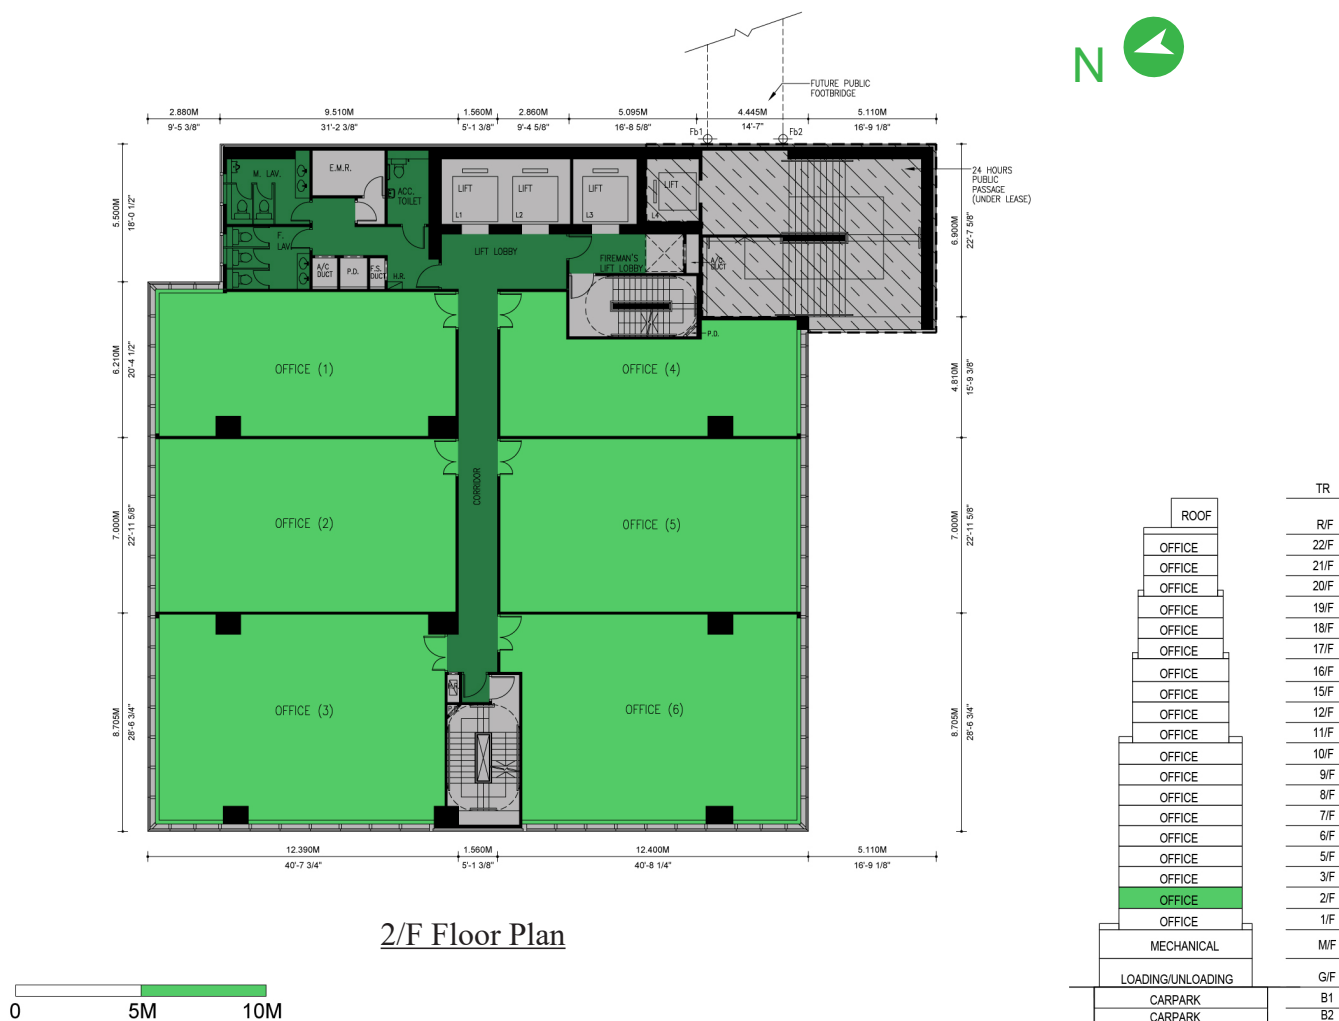 N
FUTURE PUBLIC
FOOTBRIDGE
2.880M
9'-5 3/8"
9.510M
31'-2 3/8"
1.560M
5'-1 3/8"
2.860M
9'-4 5/8"
5.095M
16'-8 5/8"
4.445M
14'-7"
5.110M
16'-9 1/8"
Fb1
Fb2
24 HOURS
PUBLIC
PASSAGE
(UNDER LEASE)
5.500M
18'-0 1/2"
6.900M
22'-7 5/8"
M. LAV.
E.M.R.
ACC.
TOILET
LIFT
L1
LIFT
L2
LIFT
L3
LIFT
L4
F.
LAV.
A/C
DUCT
P.D.
F.S.
DUCT
H.R.
LIFT LOBBY
FIREMAN'S
LIFT LOBBY
A/C
DUCT
P.D.
6.210M
20'-4 1/2"
OFFICE (1)
OFFICE (4)
4.810M
15'-9 3/8"
7.000M
22'-11 5/8"
OFFICE (2)
CORRIDOR
OFFICE (5)
7.000M
22'-11 5/8"
8.705M
28'-6 3/4"
OFFICE (3)
OFFICE (6)
8.705M
28'-6 3/4"
12.390M
40'-7 3/4"
1.560M
5'-1 3/8"
12.400M
40'-8 1/4"
5.110M
16'-9 1/8"
2/F Floor Plan
0 5M 10M
TR
ROOF
R/F
OFFICE 22/F
OFFICE 21/F
OFFICE 20/F
OFFICE 19/F
OFFICE 18/F
OFFICE 17/F
OFFICE 16/F
OFFICE 15/F
OFFICE 12/F
OFFICE 11/F
OFFICE 10/F
OFFICE 9/F
OFFICE 8/F
OFFICE 7/F
OFFICE 6/F
OFFICE 5/F
OFFICE 3/F
OFFICE 2/F
OFFICE 1/F
MECHANICAL M/F
LOADING/UNLOADING G/F
CARPARK B1
CARPARK B2